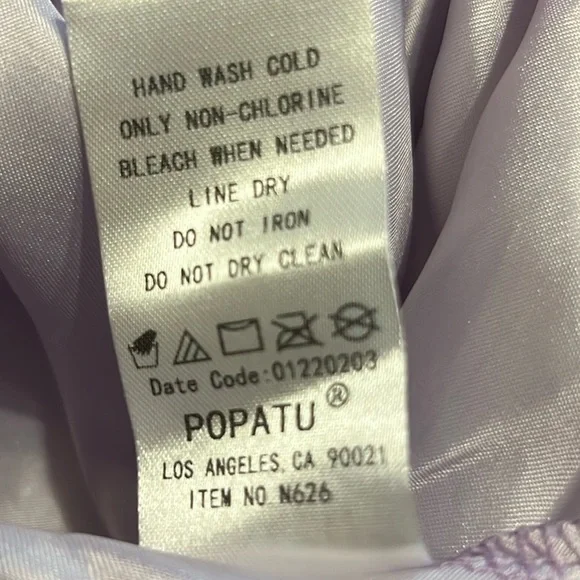 HAND WASH COLD
ONLY NON-CHLORINE
BLEACH WHEN NEEDED
LINE DRY
DO NOT IRON
DO NOT DRY CLEAN
Date Code:01220203
POPATU®
LOS ANGELES, CA 90021
ITEM NO. N626